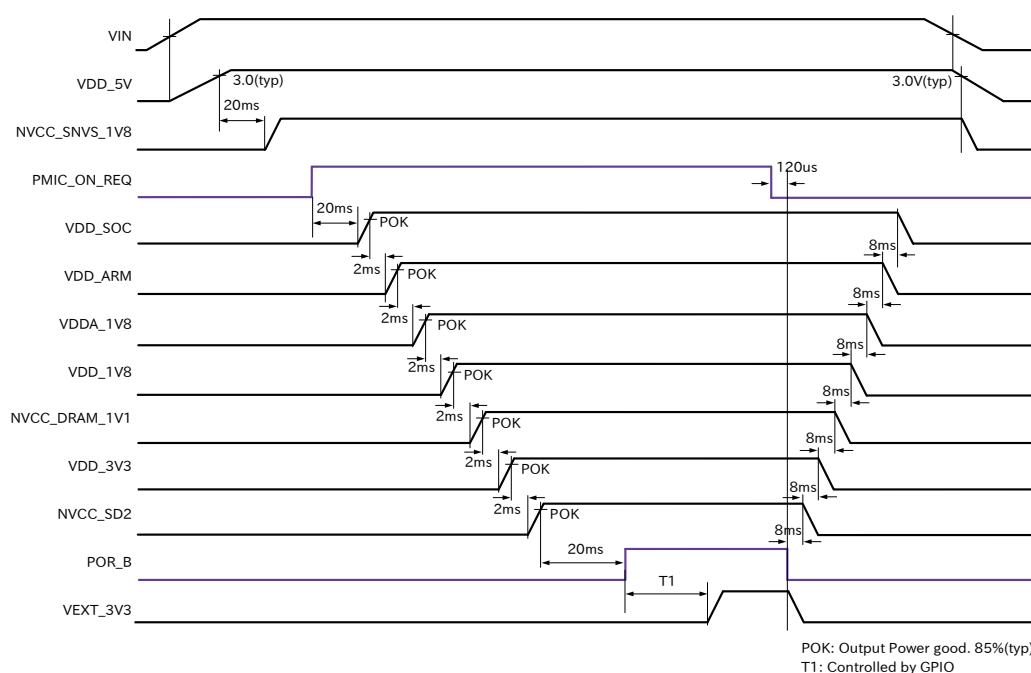 VIN
VDD_5V
3.0(typ)
3.0V(typ)
20ms
NVCC_SNVS_1V8
PMIC_ON_REQ
120us
20ms
VDD_SOC
POK
8ms
2ms
VDD_ARM
POK
8ms
2ms
VDDA_1V8
POK
8ms
2ms
VDD_1V8
POK
8ms
2ms
NVCC_DRAM_1V1
POK
8ms
2ms
VDD_3V3
POK
8ms
2ms
NVCC_SD2
POK
8ms
20ms
POR_B
T1
VEXT_3V3
POK: Output Power good. 85%(typ)
T1: Controlled by GPIO